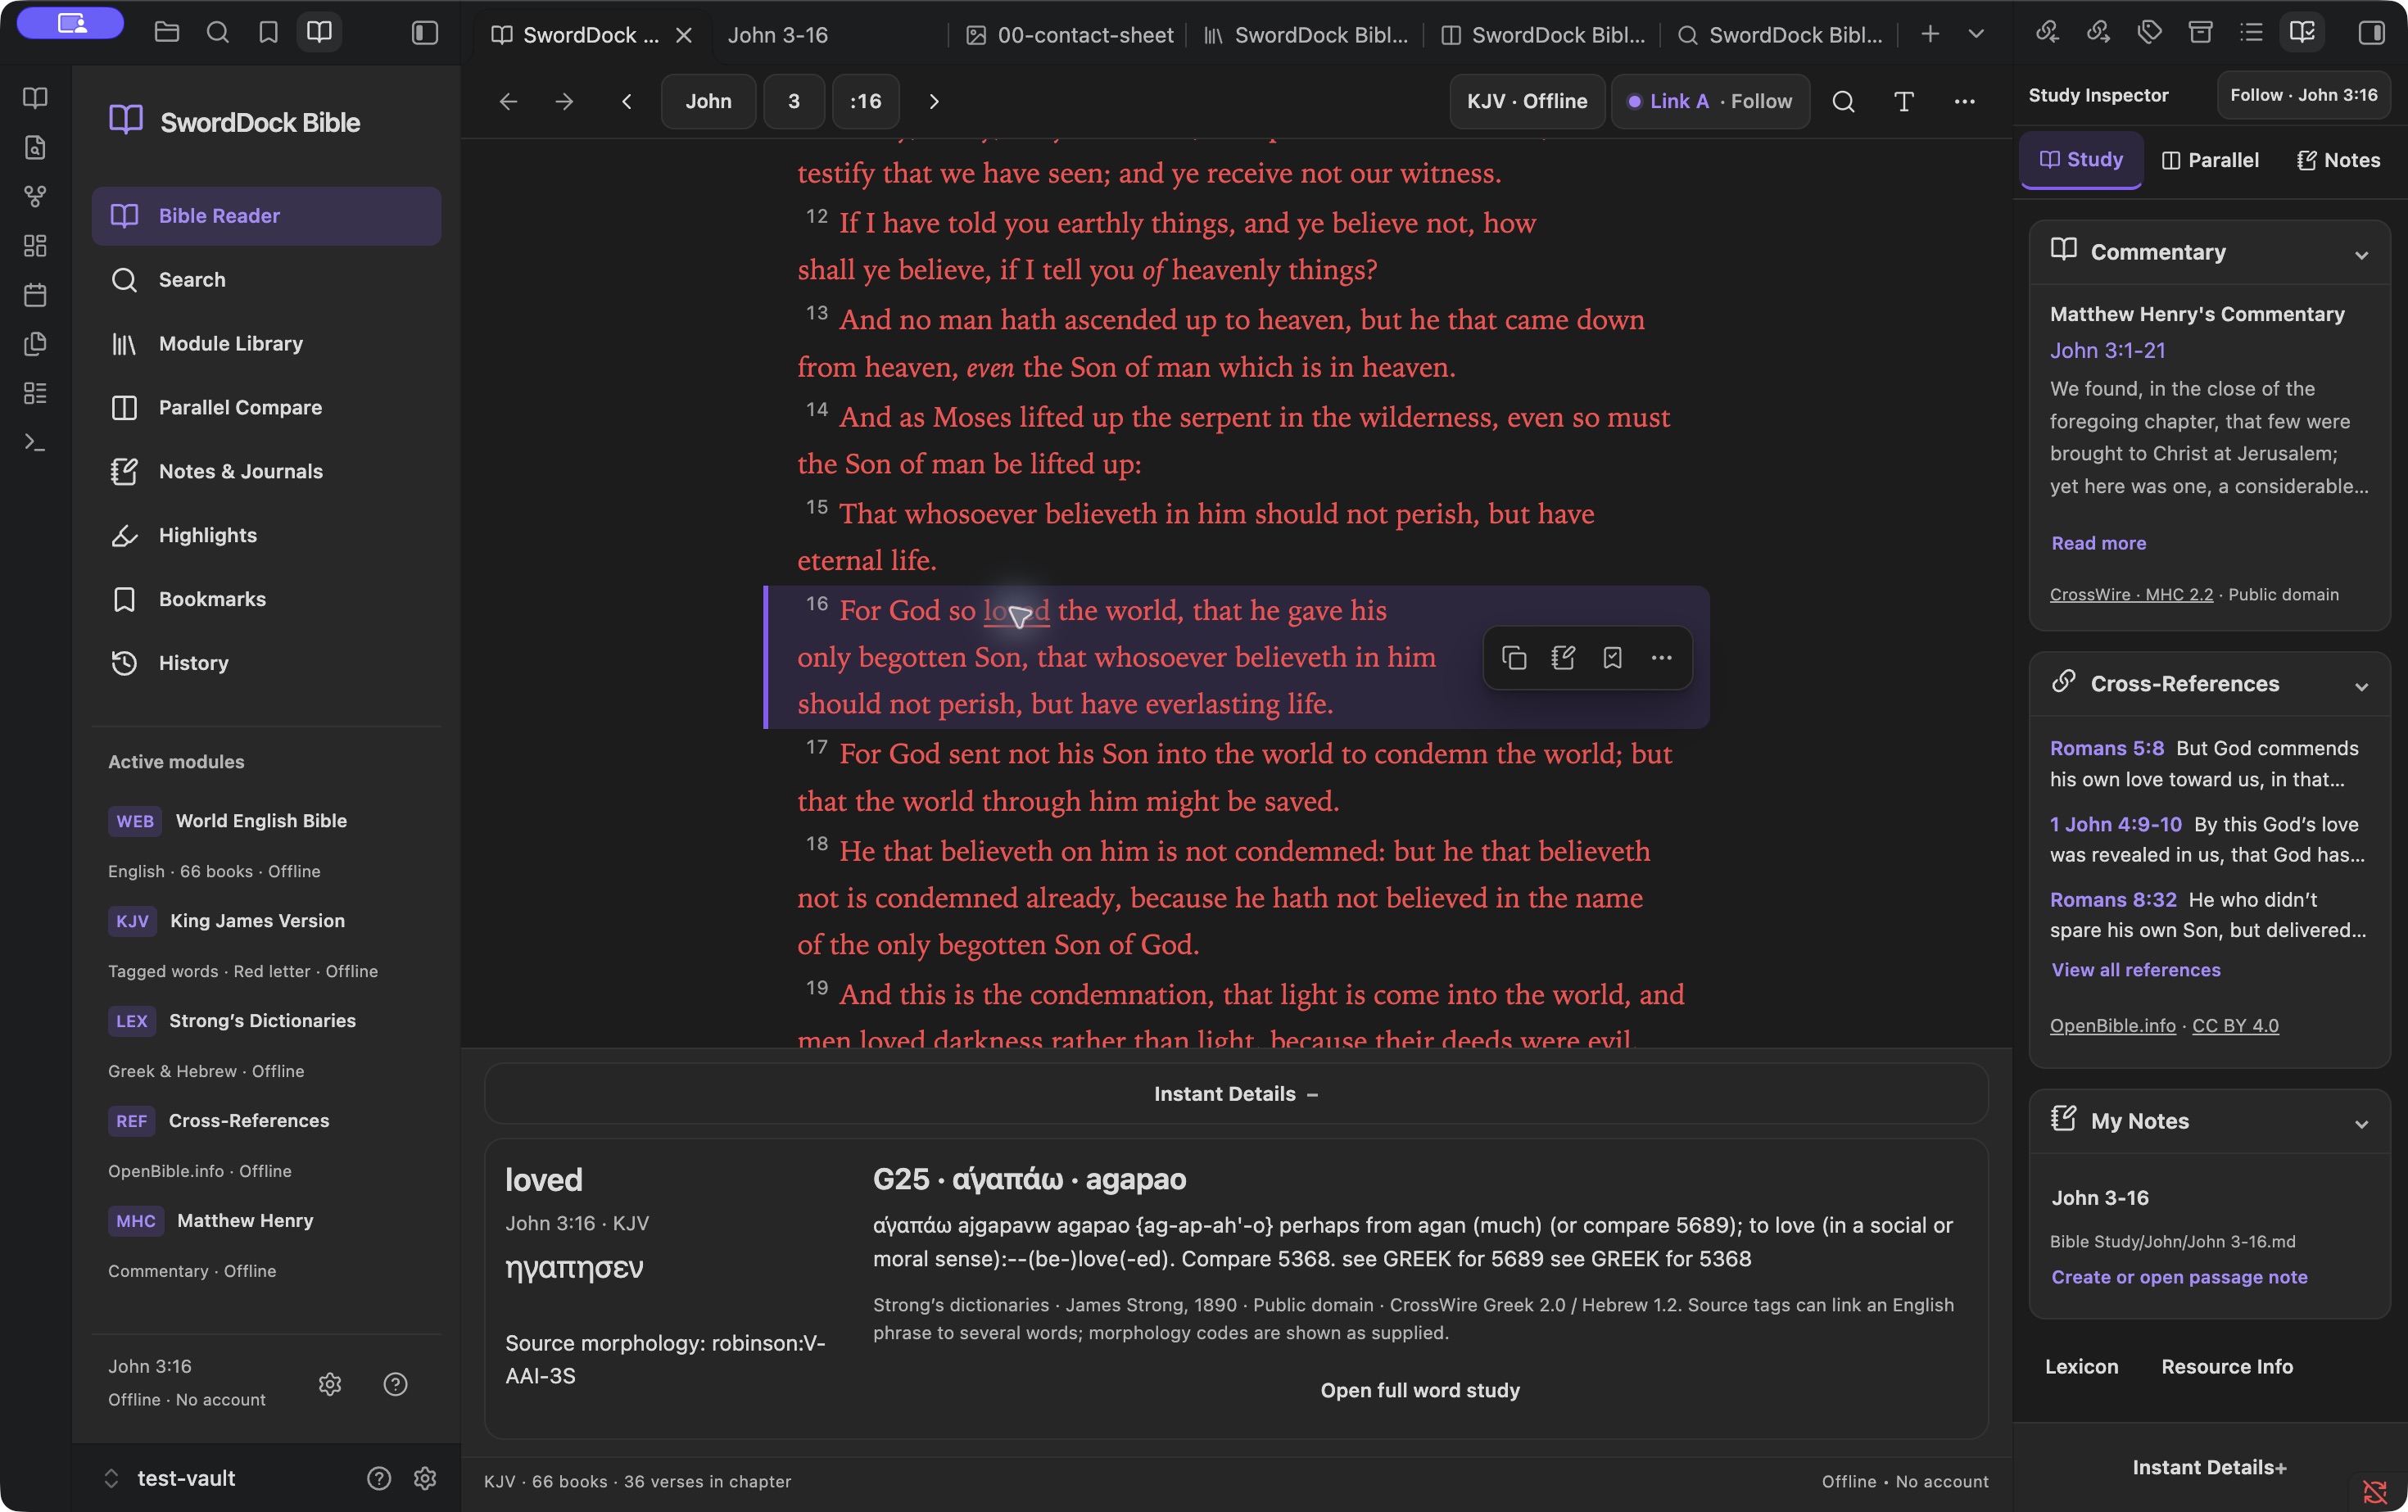 SwordDock ...
John 3-16
00-contact-sheet
SwordDock Bibl...
SwordDock Bibl...
SwordDock Bibl...
SwordDock Bible
Bible Reader
Search
Module Library
Parallel Compare
Notes & Journals
Highlights
Bookmarks
History
Active modules
WEB World English Bible
English · 66 books · Offline
KJV King James Version
Tagged words · Red letter · Offline
LEX Strong’s Dictionaries
Greek & Hebrew · Offline
REF Cross-References
OpenBible.info · Offline
MHC Matthew Henry
Commentary · Offline
John 3:16
Offline · No account
test-vault
John 3 :16
KJV · Offline
Link A · Follow
testify that we have seen; and ye receive not our witness.
12 If I have told you earthly things, and ye believe not, how
shall ye believe, if I tell you of heavenly things?
13 And no man hath ascended up to heaven, but he that came down
from heaven, even the Son of man which is in heaven.
14 And as Moses lifted up the serpent in the wilderness, even so must
the Son of man be lifted up:
15 That whosoever believeth in him should not perish, but have
eternal life.
16 For God so loved the world, that he gave his
only begotten Son, that whosoever believeth in him
should not perish, but have everlasting life.
17 For God sent not his Son into the world to condemn the world; but
that the world through him might be saved.
18 He that believeth on him is not condemned: but he that believeth
not is condemned already, because he hath not believed in the name
of the only begotten Son of God.
19 And this is the condemnation, that light is come into the world, and
men loved darkness rather than light, because their deeds were evil.
Instant Details –
loved
John 3:16 · KJV
ηγαπησεν
Source morphology: robinson:V-
AAI-3S
G25 · ἀγαπάω · agapao
ἀγαπάω ajgapavw agapao {ag-ap-ah'-o} perhaps from agan (much) (or compare 5689); to love (in a social or
moral sense):--(be-)love(-ed). Compare 5368. see GREEK for 5689 see GREEK for 5368
Strong’s dictionaries · James Strong, 1890 · Public domain · CrossWire Greek 2.0 / Hebrew 1.2. Source tags can link an English
phrase to several words; morphology codes are shown as supplied.
Open full word study
KJV · 66 books · 36 verses in chapter
Offline • No account
Study Inspector
Follow · John 3:16
Study
Parallel
Notes
Commentary
Matthew Henry's Commentary
John 3:1-21
We found, in the close of the
foregoing chapter, that few were
brought to Christ at Jerusalem;
yet here was one, a considerable...
Read more
CrossWire · MHC 2.2 · Public domain
Cross-References
Romans 5:8 But God commends
his own love toward us, in that...
1 John 4:9-10 By this God’s love
was revealed in us, that God has...
Romans 8:32 He who didn’t
spare his own Son, but delivered...
View all references
OpenBible.info · CC BY 4.0
My Notes
John 3-16
Bible Study/John/John 3-16.md
Create or open passage note
Lexicon
Resource Info
Instant Details+